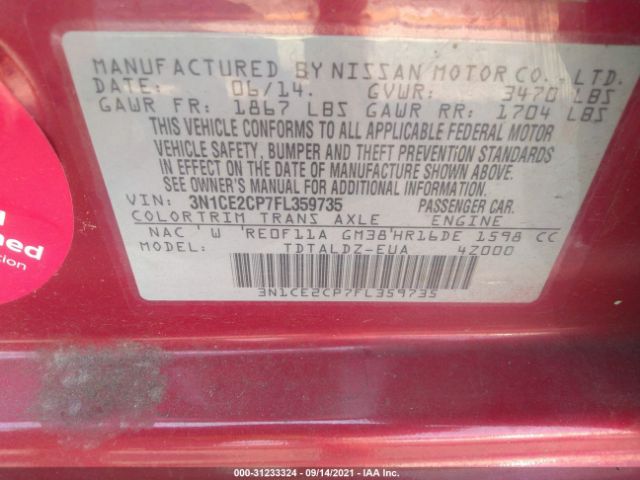 MANUFACTURED BY NISSAN MOTOR CO., LTD.
DATE: 06/14. GVWR: 3470 LBS
GAWR FR: 1867 LBS GAWR RR: 1704 LBS
THIS VEHICLE CONFORMS TO ALL APPLICABLE FEDERAL MOTOR
VEHICLE SAFETY, BUMPER AND THEFT PREVENTION STANDARDS
IN EFFECT ON THE DATE OF MANUFACTURE SHOWN ABOVE.
SEE OWNER'S MANUAL FOR ADDITIONAL INFORMATION.
VIN: 3N1CE2CP7FL359735 PASSENGER CAR.
COLOR TRIM TRANS AXLE ENGINE
NAC ' W 'RE0F11A GM38'HR16DE 1598 CC
MODEL: TDTALDZ-EUA 4Z000
3N1CE2CP7FL359735
000-31233324 | 09/14/2021 | IAA Inc.